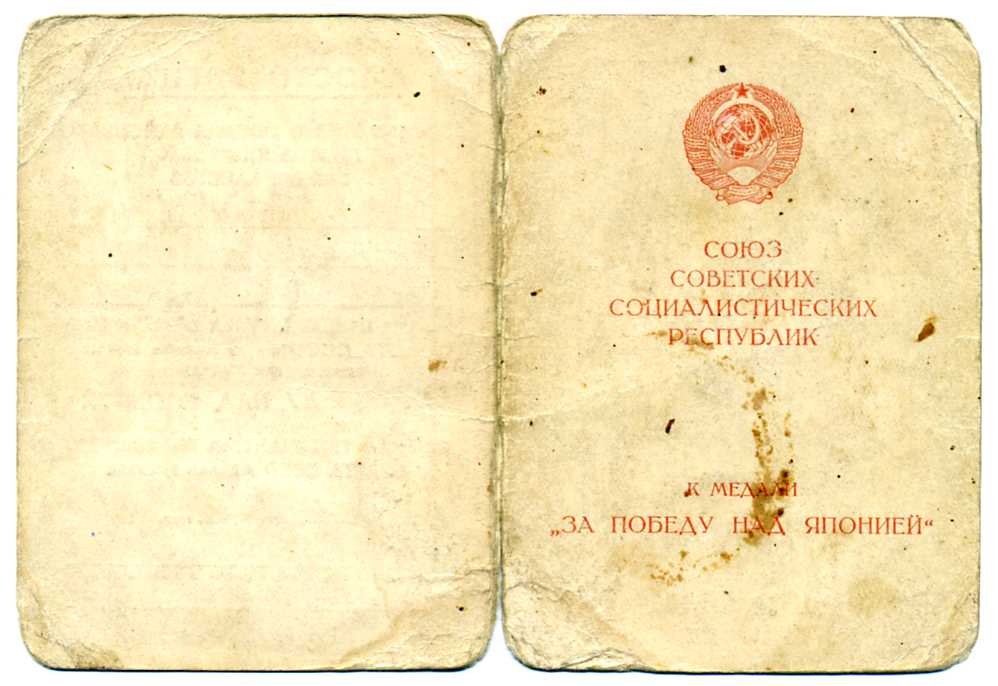 СОЮЗ
СОВЕТСКИХ
СОЦИАЛИСТИЧЕСКИХ
РЕСПУБЛИК
К МЕДАЛИ
„ЗА ПОБЕДУ НАД ЯПОНИЕЙ“